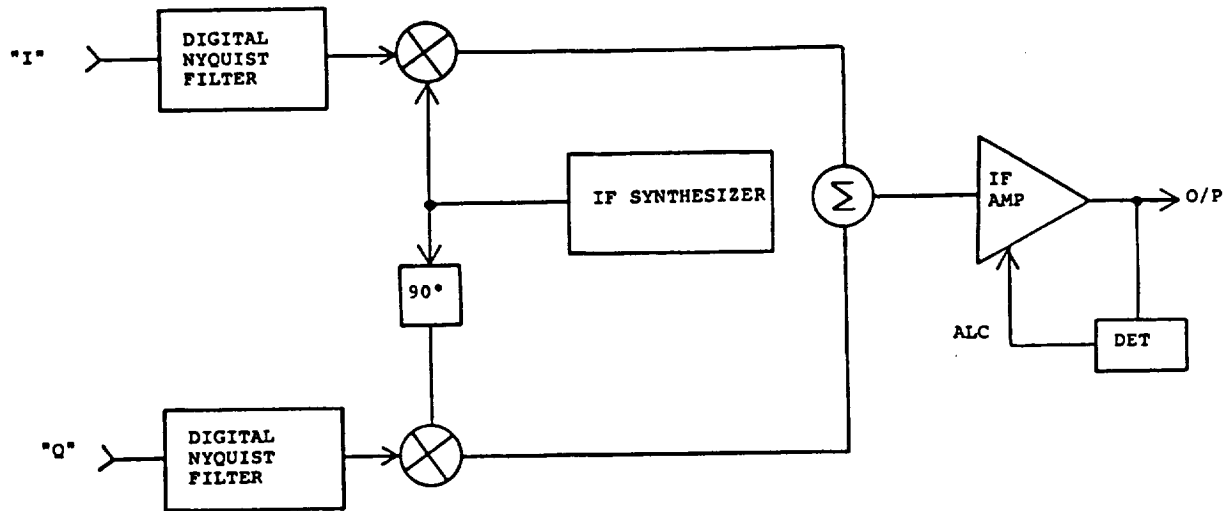 "I"
DIGITAL
NYQUIST
FILTER
IF SYNTHESIZER
Σ
IF
AMP
O/P
90°
ALC
DET
"Q"
DIGITAL
NYQUIST
FILTER